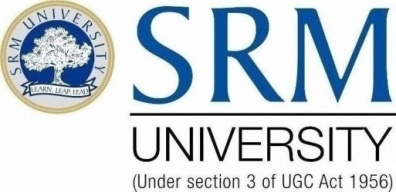 SRM UNIVERSITY
LEARN. LEAP. LEAD
SRM
UNIVERSITY
(Under section 3 of UGC Act 1956)